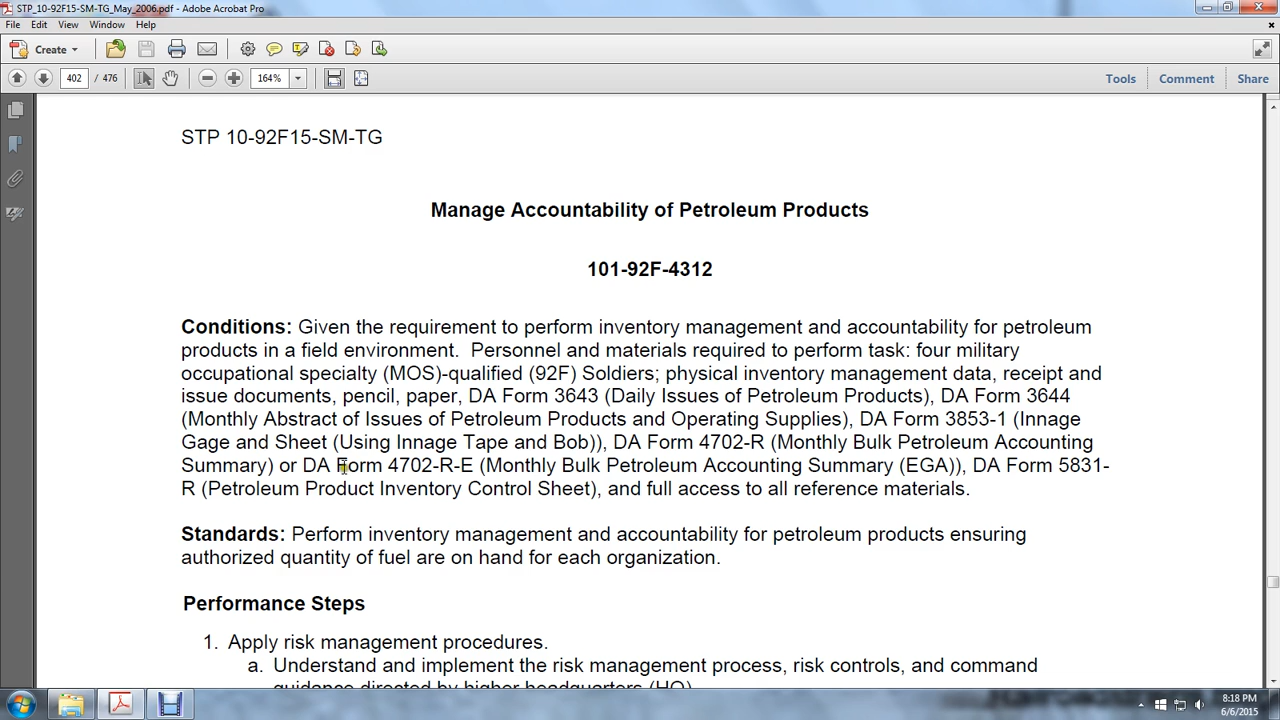 STP_10-92F15-SM-TG_May_2006.pdf - Adobe Acrobat Pro
File Edit View Window Help
Create
402 / 476 164% Tools Comment Share
STP 10-92F15-SM-TG
Manage Accountability of Petroleum Products
101-92F-4312
Conditions: Given the requirement to perform inventory management and accountability for petroleum
products in a field environment.  Personnel and materials required to perform task: four military
occupational specialty (MOS)-qualified (92F) Soldiers; physical inventory management data, receipt and
issue documents, pencil, paper, DA Form 3643 (Daily Issues of Petroleum Products), DA Form 3644
(Monthly Abstract of Issues of Petroleum Products and Operating Supplies), DA Form 3853-1 (Innage
Gage and Sheet (Using Innage Tape and Bob)), DA Form 4702-R (Monthly Bulk Petroleum Accounting
Summary) or DA Form 4702-R-E (Monthly Bulk Petroleum Accounting Summary (EGA)), DA Form 5831-
R (Petroleum Product Inventory Control Sheet), and full access to all reference materials.
Standards: Perform inventory management and accountability for petroleum products ensuring
authorized quantity of fuel are on hand for each organization.
Performance Steps
1. Apply risk management procedures.
a. Understand and implement the risk management process, risk controls, and command
guidance directed by higher headquarters (HQ).
8:18 PM
6/6/2015